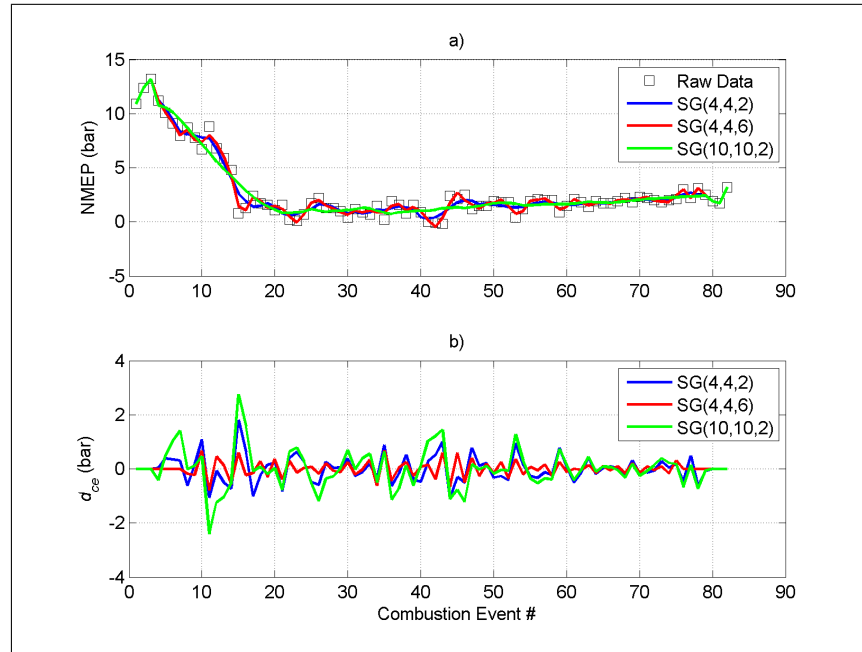 a)
15
10
5
0
-5
NMEP (bar)
Raw Data
SG(4,4,2)
SG(4,4,6)
SG(10,10,2)
0 10 20 30 40 50 60 70 80 90
b)
4
2
0
-2
-4
d_ce (bar)
SG(4,4,2)
SG(4,4,6)
SG(10,10,2)
0 10 20 30 40 50 60 70 80 90
Combustion Event #